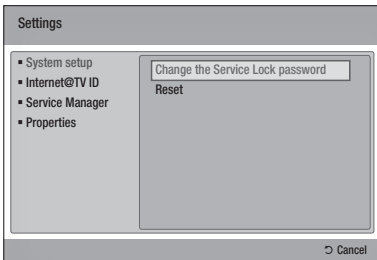 Settings
▪ System setup
▪ Internet@TV ID
▪ Service Manager
▪ Properties
Change the Service Lock password
Reset
⮌ Cancel